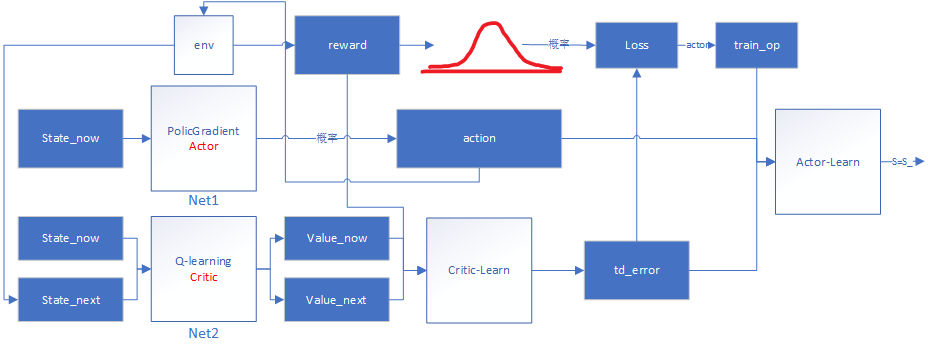 env
reward
概率
Loss
actor
train_op
State_now
PolicGradient
Actor
概率
action
Actor-Learn
S=S_
Net1
State_now
Q-learning
Critic
Value_now
Critic-Learn
td_error
State_next
Value_next
Net2